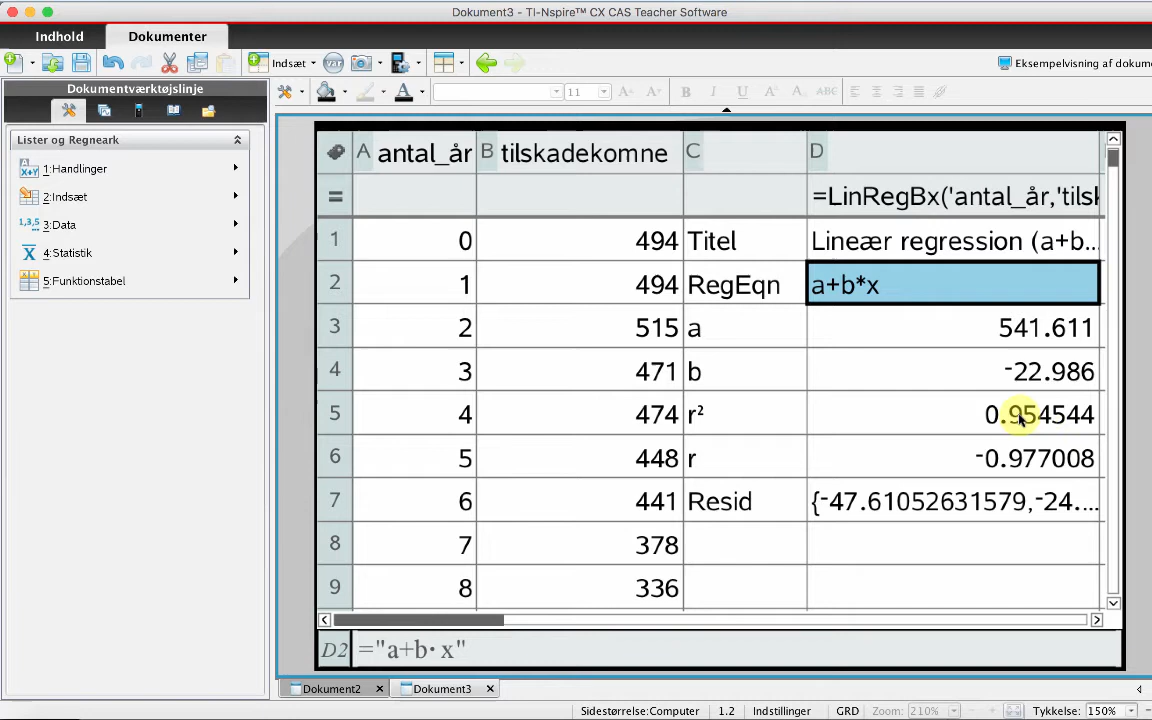 Dokument3 - TI-Nspire™ CX CAS Teacher Software
Indhold
Dokumenter
Indsæt
var
Eksempelvisning af dokume
Dokumentværktøjslinje
11
Lister og Regneark
1:Handlinger
2:Indsæt
3:Data
4:Statistik
5:Funktionstabel
A antal_år B tilskadekomne C D
= =LinRegBx('antal_år,'tilsk
1 0 494 Titel Lineær regression (a+b...
2 1 494 RegEqn a+b*x
3 2 515 a 541.611
4 3 471 b ⁻22.986
5 4 474 r² 0.954544
6 5 448 r ⁻0.977008
7 6 441 Resid {⁻47.61052631579,⁻24....
8 7 378
9 8 336
D2 ="a+b·x"
Dokument2 Dokument3
Sidestørrelse:Computer 1.2 Indstillinger GRD Zoom: 210% Tykkelse: 150%